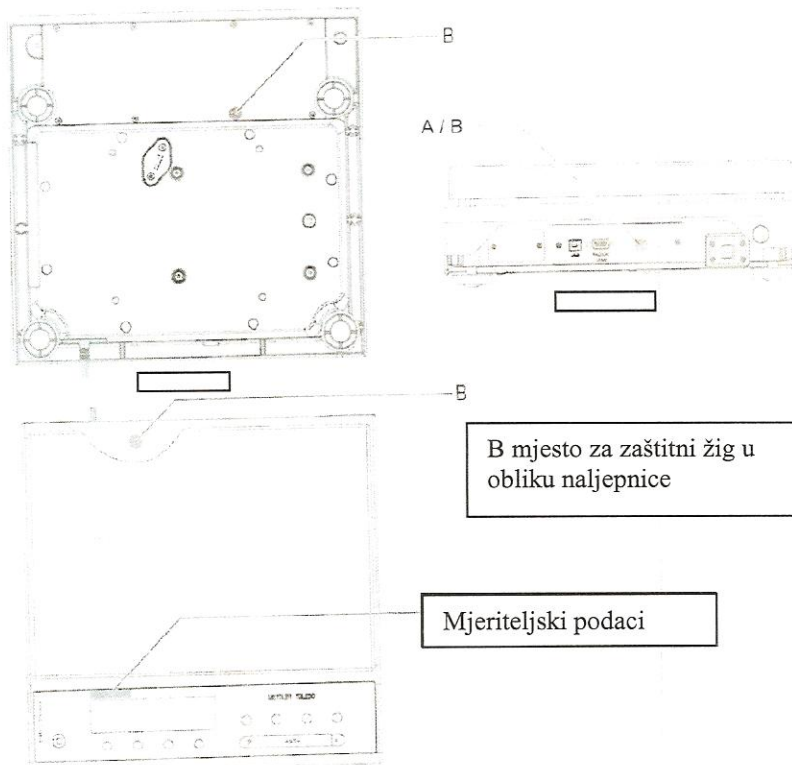 B
A / B
B
B mjesto za zaštitni žig u
obliku naljepnice
Mjeriteljski podaci
METTLER TOLEDO